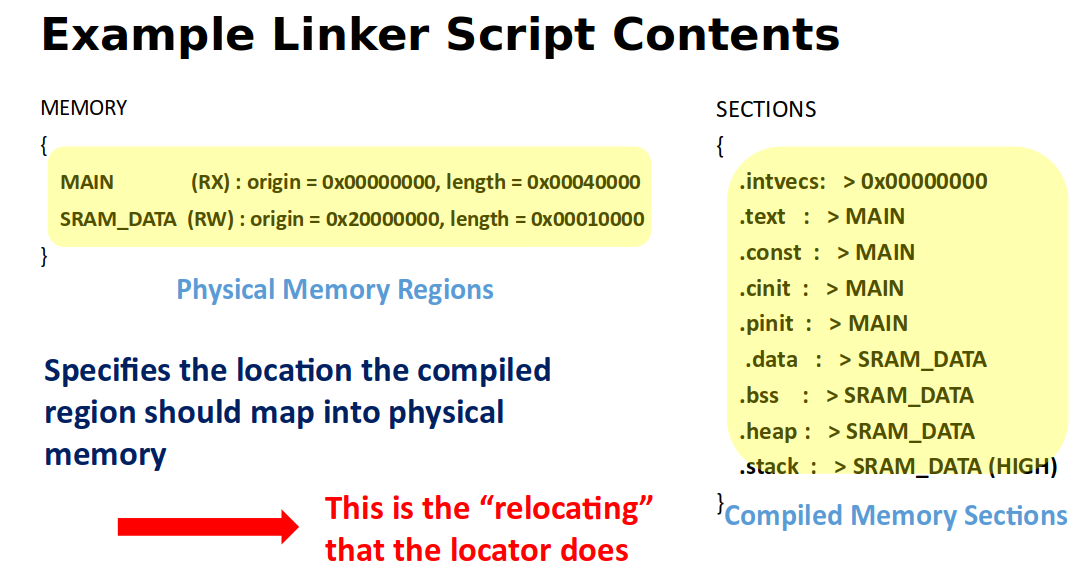 Example Linker Script Contents
MEMORY
{
MAIN (RX) : origin = 0x00000000, length = 0x00040000
SRAM_DATA (RW) : origin = 0x20000000, length = 0x00010000
}
Physical Memory Regions
Specifies the location the compiled
region should map into physical
memory
This is the “relocating”
that the locator does
SECTIONS
{
.intvecs: > 0x00000000
.text : > MAIN
.const : > MAIN
.cinit : > MAIN
.pinit : > MAIN
.data : > SRAM_DATA
.bss : > SRAM_DATA
.heap : > SRAM_DATA
.stack : > SRAM_DATA (HIGH)
}
Compiled Memory Sections